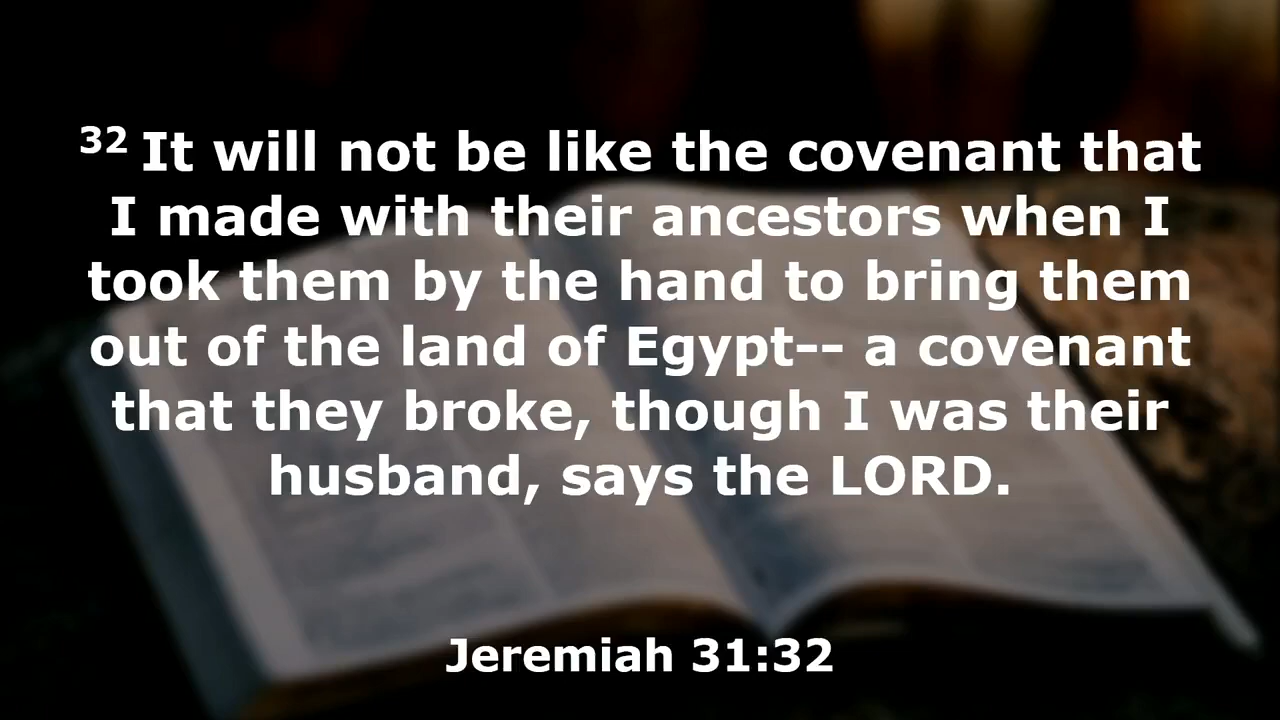 32 It will not be like the covenant that
I made with their ancestors when I
took them by the hand to bring them
out of the land of Egypt-- a covenant
that they broke, though I was their
husband, says the LORD.
Jeremiah 31:32